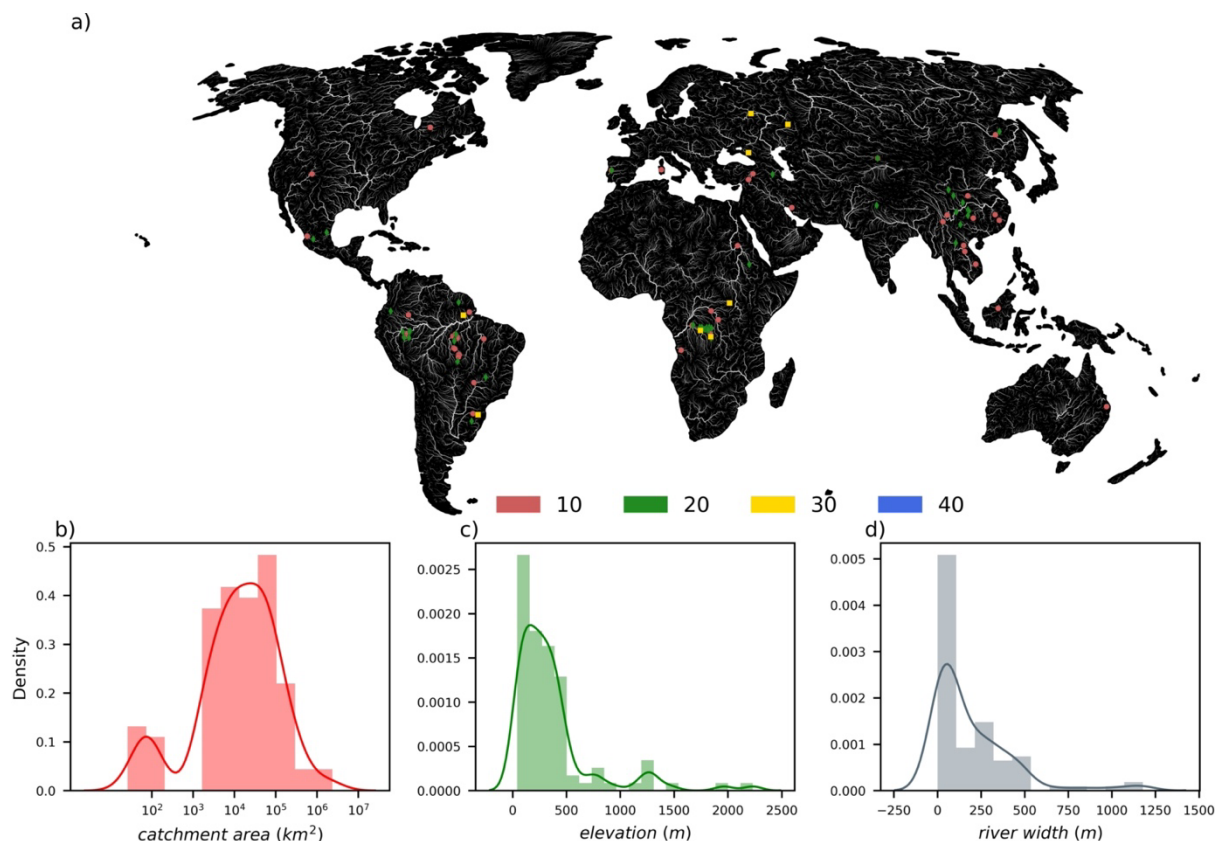 a)
10 20 30 40
b) c) d)
0.5 0.4 0.3 0.2 0.1 0.0
Density
10² 10³ 10⁴ 10⁵ 10⁶ 10⁷
catchment area (km²)
0.0025 0.0020 0.0015 0.0010 0.0005 0.0000
0 500 1000 1500 2000 2500
elevation (m)
0.005 0.004 0.003 0.002 0.001 0.000
−250 0 250 500 750 1000 1250 1500
river width (m)